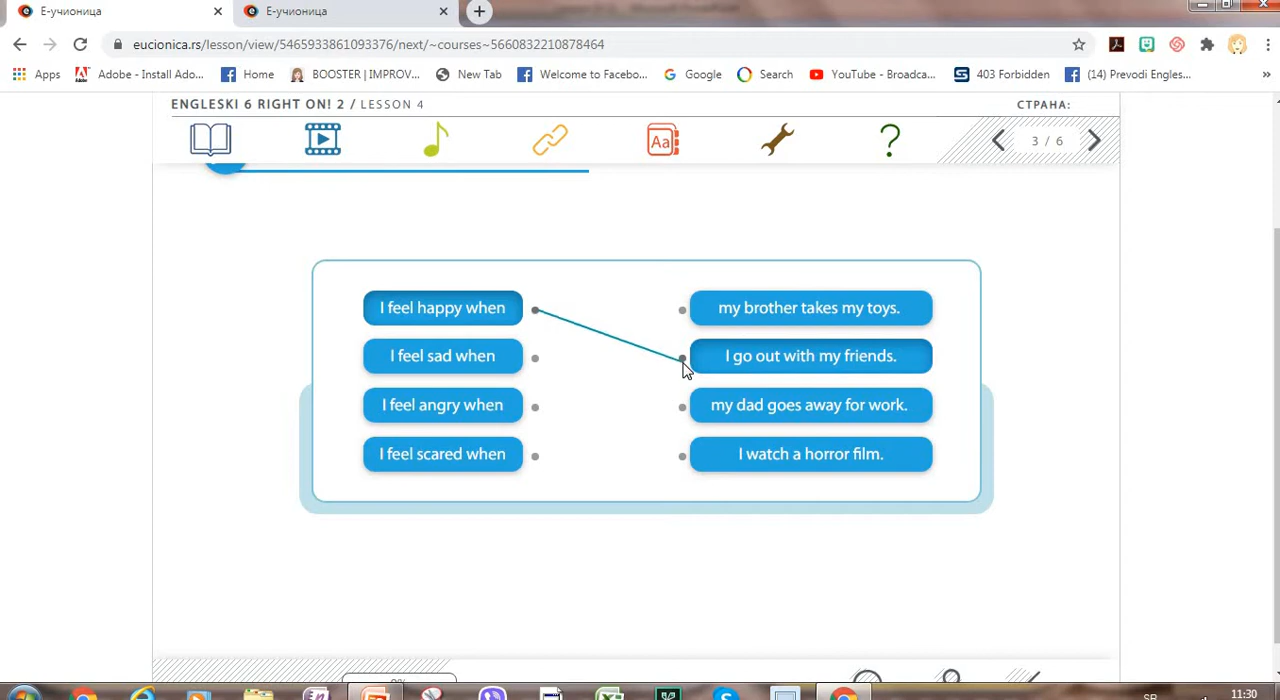 Е-учионица
Е-учионица
eucionica.rs/lesson/view/5465933861093376/next/~courses~5660832210878464
Apps
Adobe - Install Ado...
Home
BOOSTER | IMPROV...
New Tab
Welcome to Facebo...
Google
Search
YouTube - Broadca...
403 Forbidden
(14) Prevodi Engles...
»
ENGLESKI 6 RIGHT ON! 2 / LESSON 4
СТРАНА:
Aa
?
3 / 6
I feel happy when
my brother takes my toys.
I feel sad when
I go out with my friends.
I feel angry when
my dad goes away for work.
I feel scared when
I watch a horror film.
SR
11:30